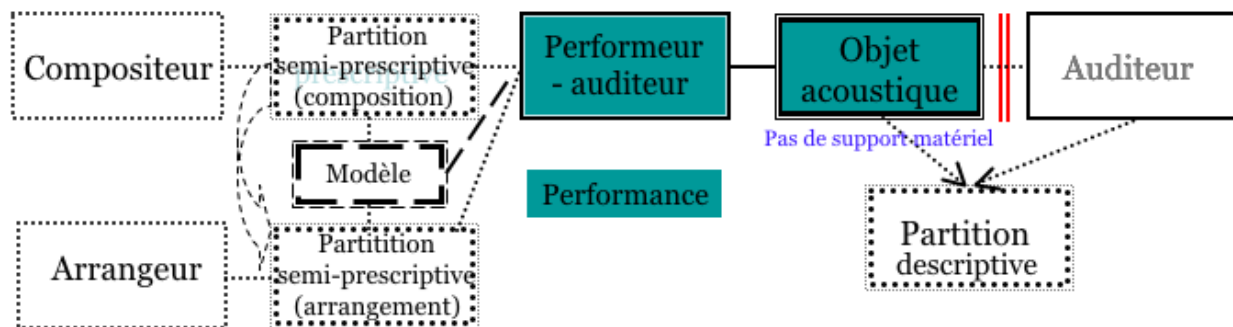 Compositeur
Partition
semi-prescriptive
prescriptive
(composition)
Performeur
- auditeur
Objet
acoustique
Auditeur
Pas de support matériel
Modèle
Performance
Arrangeur
Partitition
semi-prescriptive
(arrangement)
Partition
descriptive